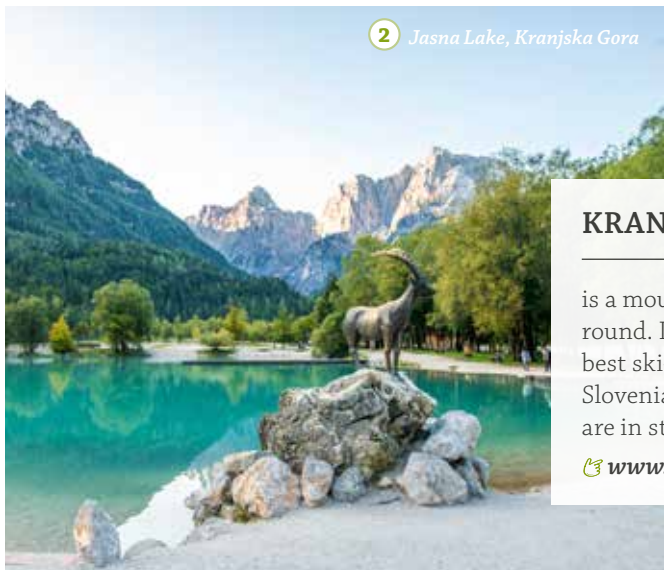 2 Jasna Lake, Kranjska Gora
KRAN
is a mou
round. I
best ski
Slovenia
are in st
www.